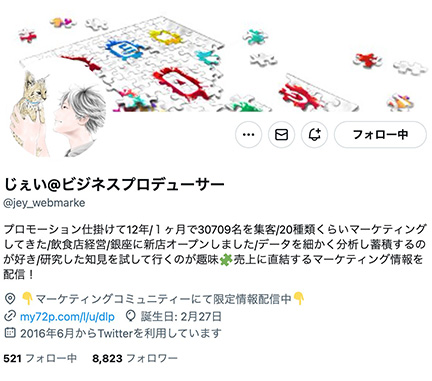 フォロー中
じぇい@ビジネスプロデューサー
@jey_webmarke
プロモーション仕掛けて12年/１ヶ月で30709名を集客/20種類くらいマーケティング
してきた/飲食店経営/銀座に新店オープンしました/データを細かく分析し蓄積するの
が好き/研究した知見を試して行くのが趣味🧩売上に直結するマーケティング情報を
配信！
👇マーケティングコミュニティーにて限定情報配信中👇
my72p.com/l/u/dlp 誕生日: 2月27日
2016年6月からTwitterを利用しています
521 フォロー中 8,823 フォロワー